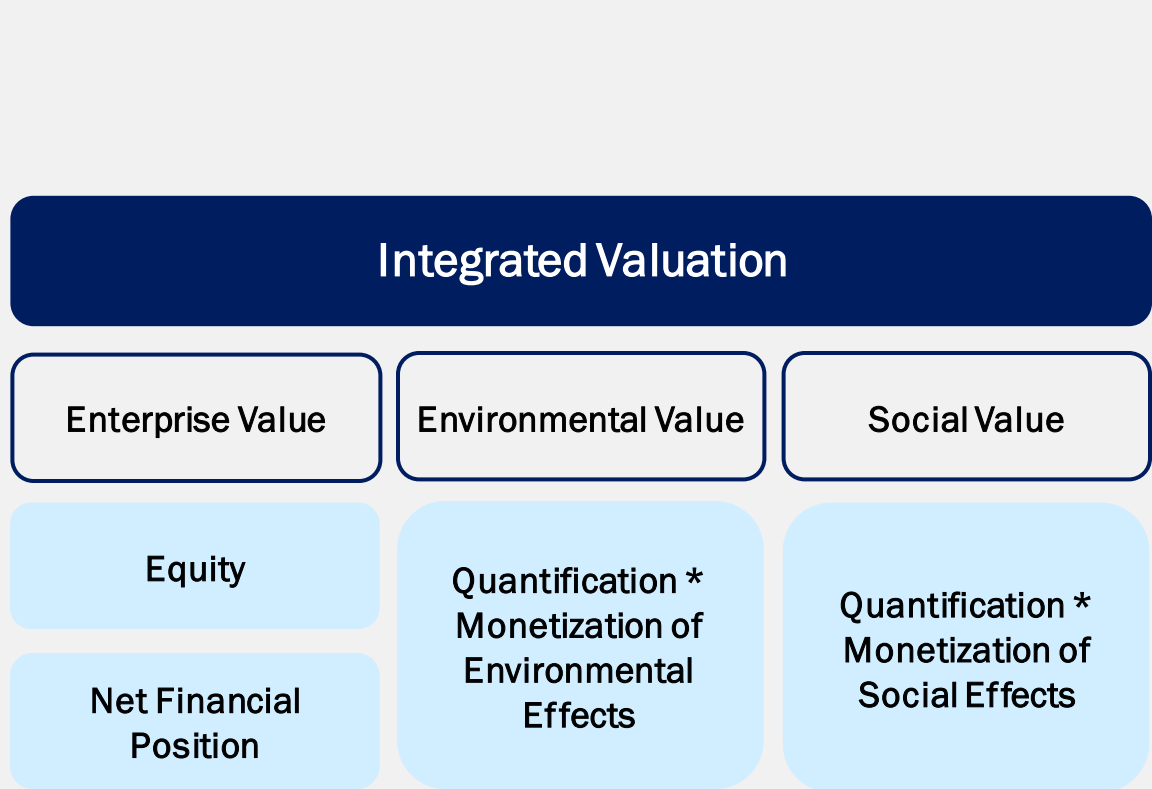 Integrated Valuation
Enterprise Value
Environmental Value
Social Value
Equity
Net Financial
Position
Quantification *
Monetization of
Environmental
Effects
Quantification *
Monetization of
Social Effects